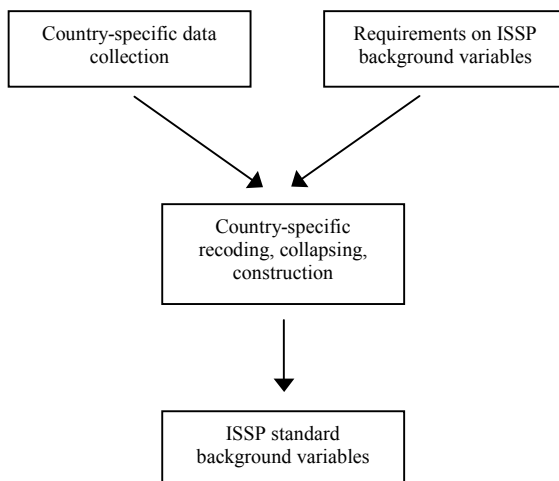 Country-specific data
collection
Requirements on ISSP
background variables
Country-specific
recoding, collapsing,
construction
ISSP standard
background variables